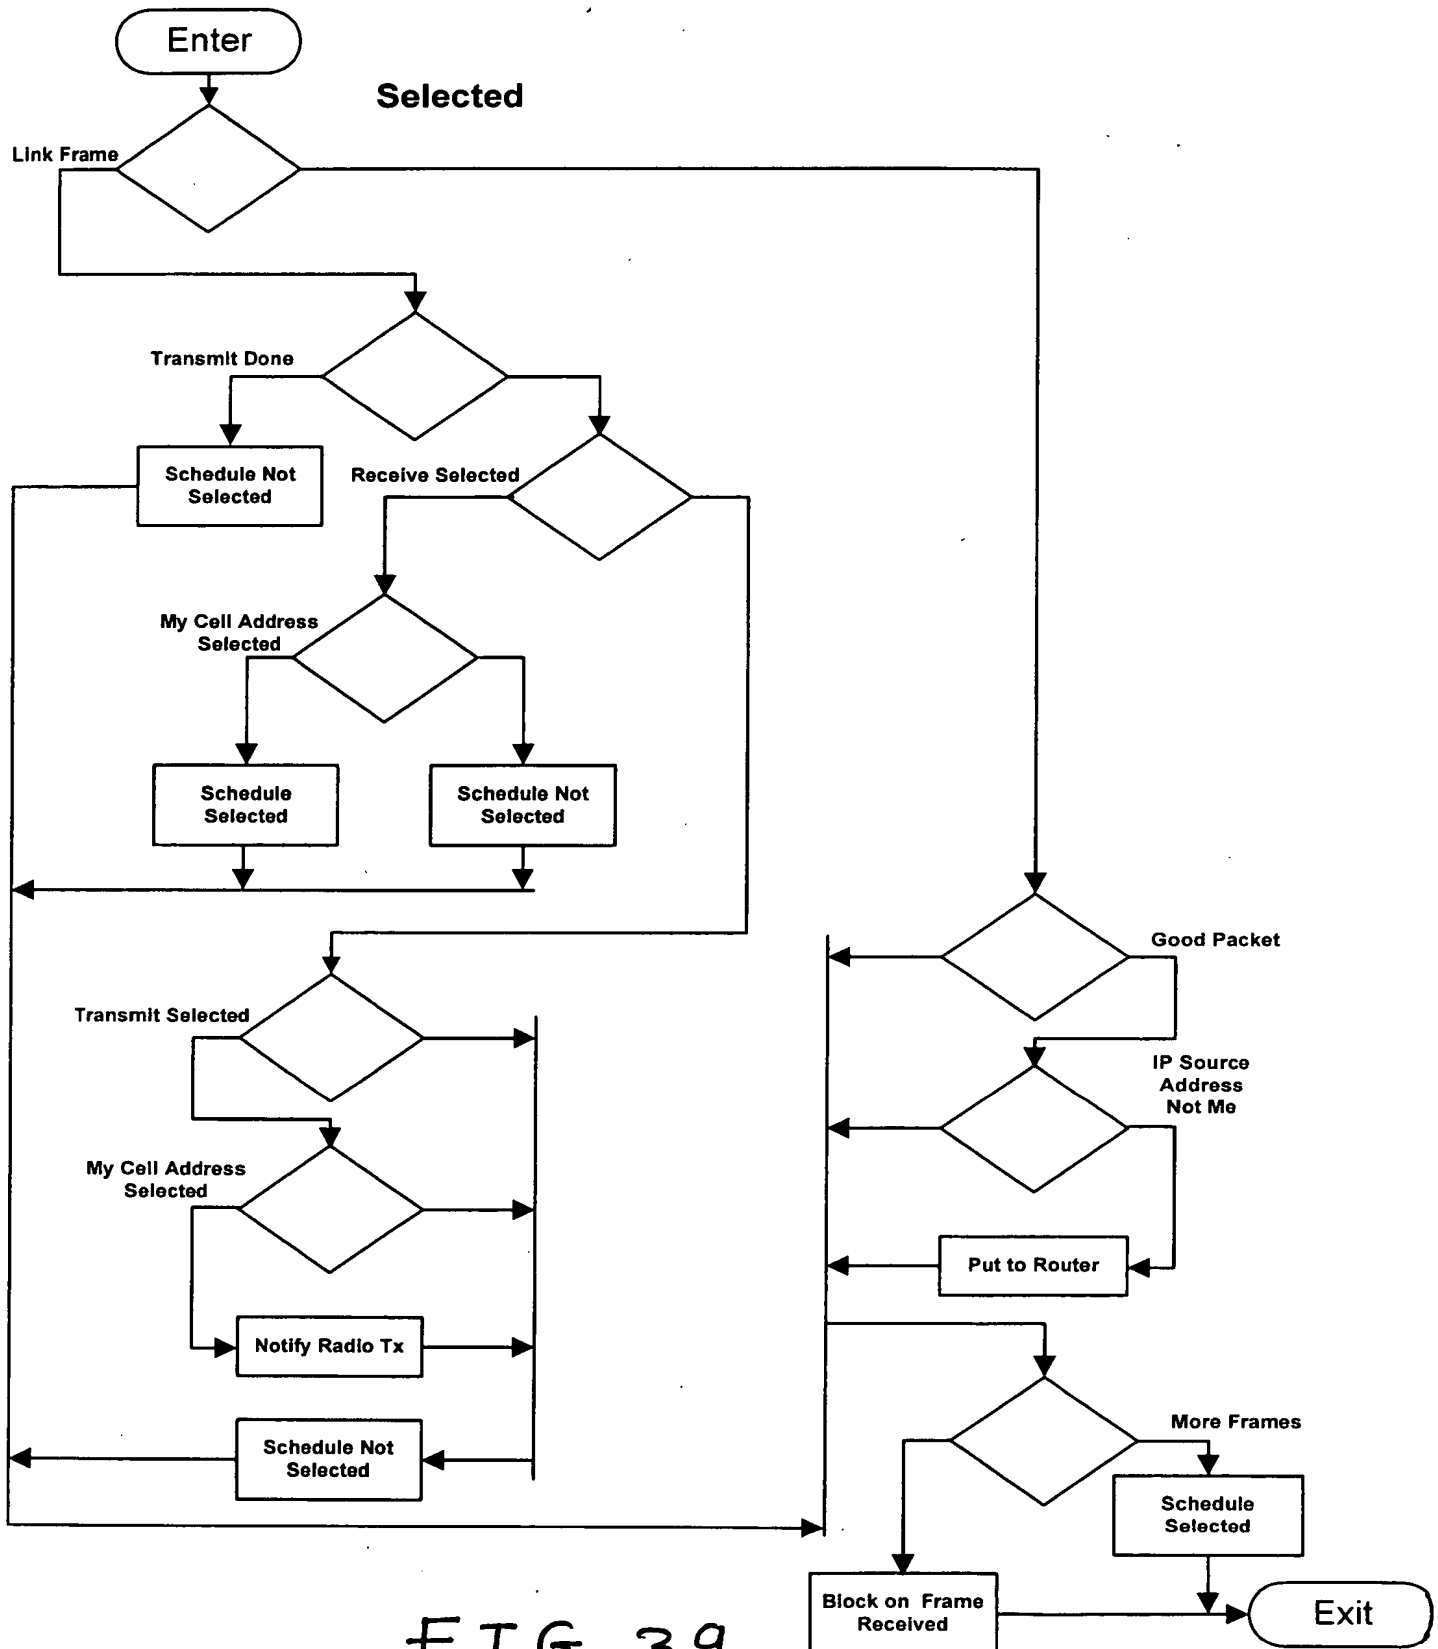 Enter
Selected
Link Frame
Transmit Done
Schedule Not
Selected
Receive Selected
My Cell Address
Selected
Schedule
Selected
Schedule Not
Selected
Good Packet
Transmit Selected
IP Source
Address
Not Me
My Cell Address
Selected
Put to Router
Notify Radio Tx
More Frames
Schedule Not
Selected
Schedule
Selected
Block on Frame
Received
Exit
FIG 39